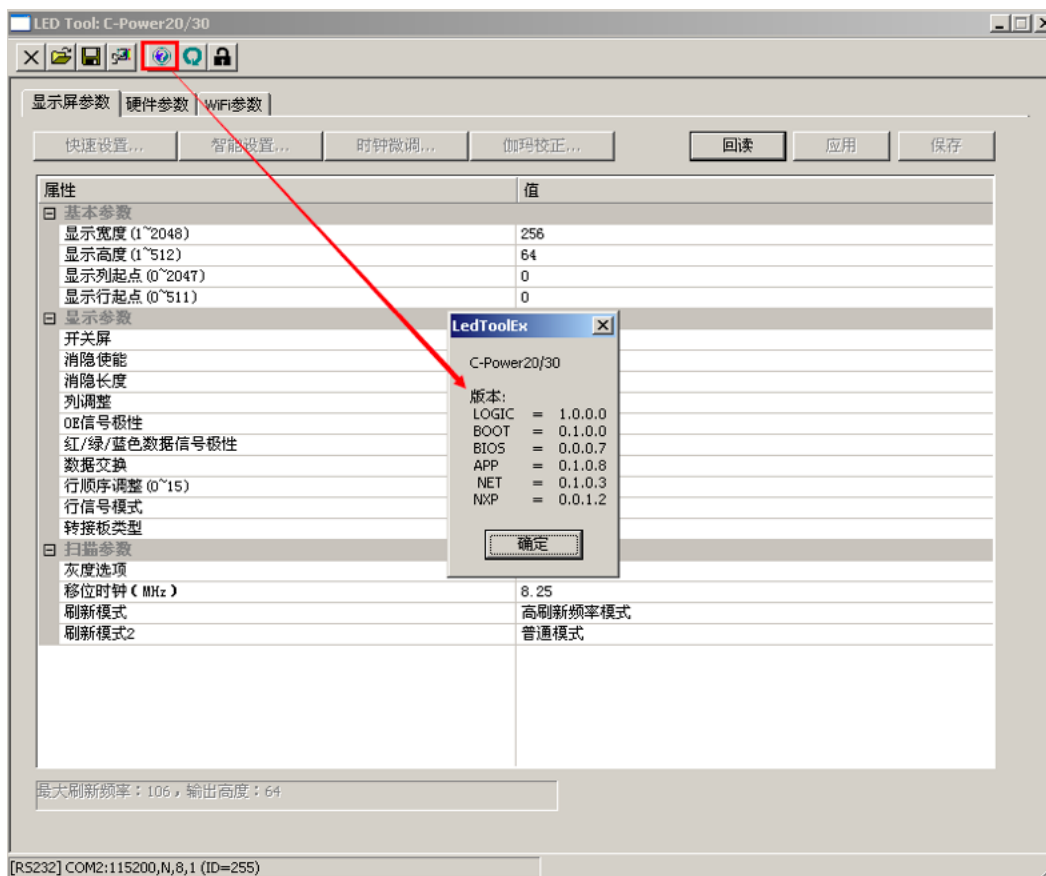 LED Tool: C-Power20/30
显示屏参数 硬件参数 WiFi参数
快速设置... 智能设置... 时钟微调... 伽玛校正... 回读 应用 保存
属性 值
基本参数
显示宽度(1~2048) 256
显示高度(1~512) 64
显示列起点(0~2047) 0
显示行起点(0~511) 0
显示参数
开关屏
消隐使能
消隐长度
列调整
OE信号极性
红/绿/蓝色数据信号极性
数据交换
行顺序调整(0~15)
行信号模式
转接板类型
扫描参数
灰度选项
移位时钟(MHz) 8.25
刷新模式 高刷新频率模式
刷新模式2 普通模式
LedToolEx
C-Power20/30
版本:
LOGIC = 1.0.0.0
BOOT = 0.1.0.0
BIOS = 0.0.0.7
APP = 0.1.0.8
NET = 0.1.0.3
NXP = 0.0.1.2
确定
最大刷新频率:106,输出高度:64
[RS232] COM2:115200,N,8,1 (ID=255)